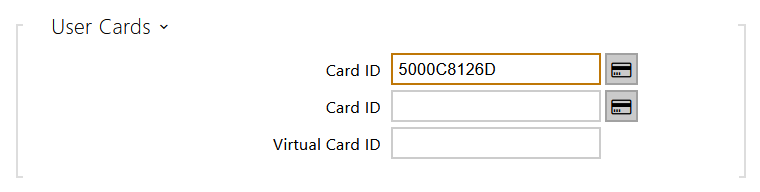 User Cards
Card ID 5000C8126D
Card ID
Virtual Card ID